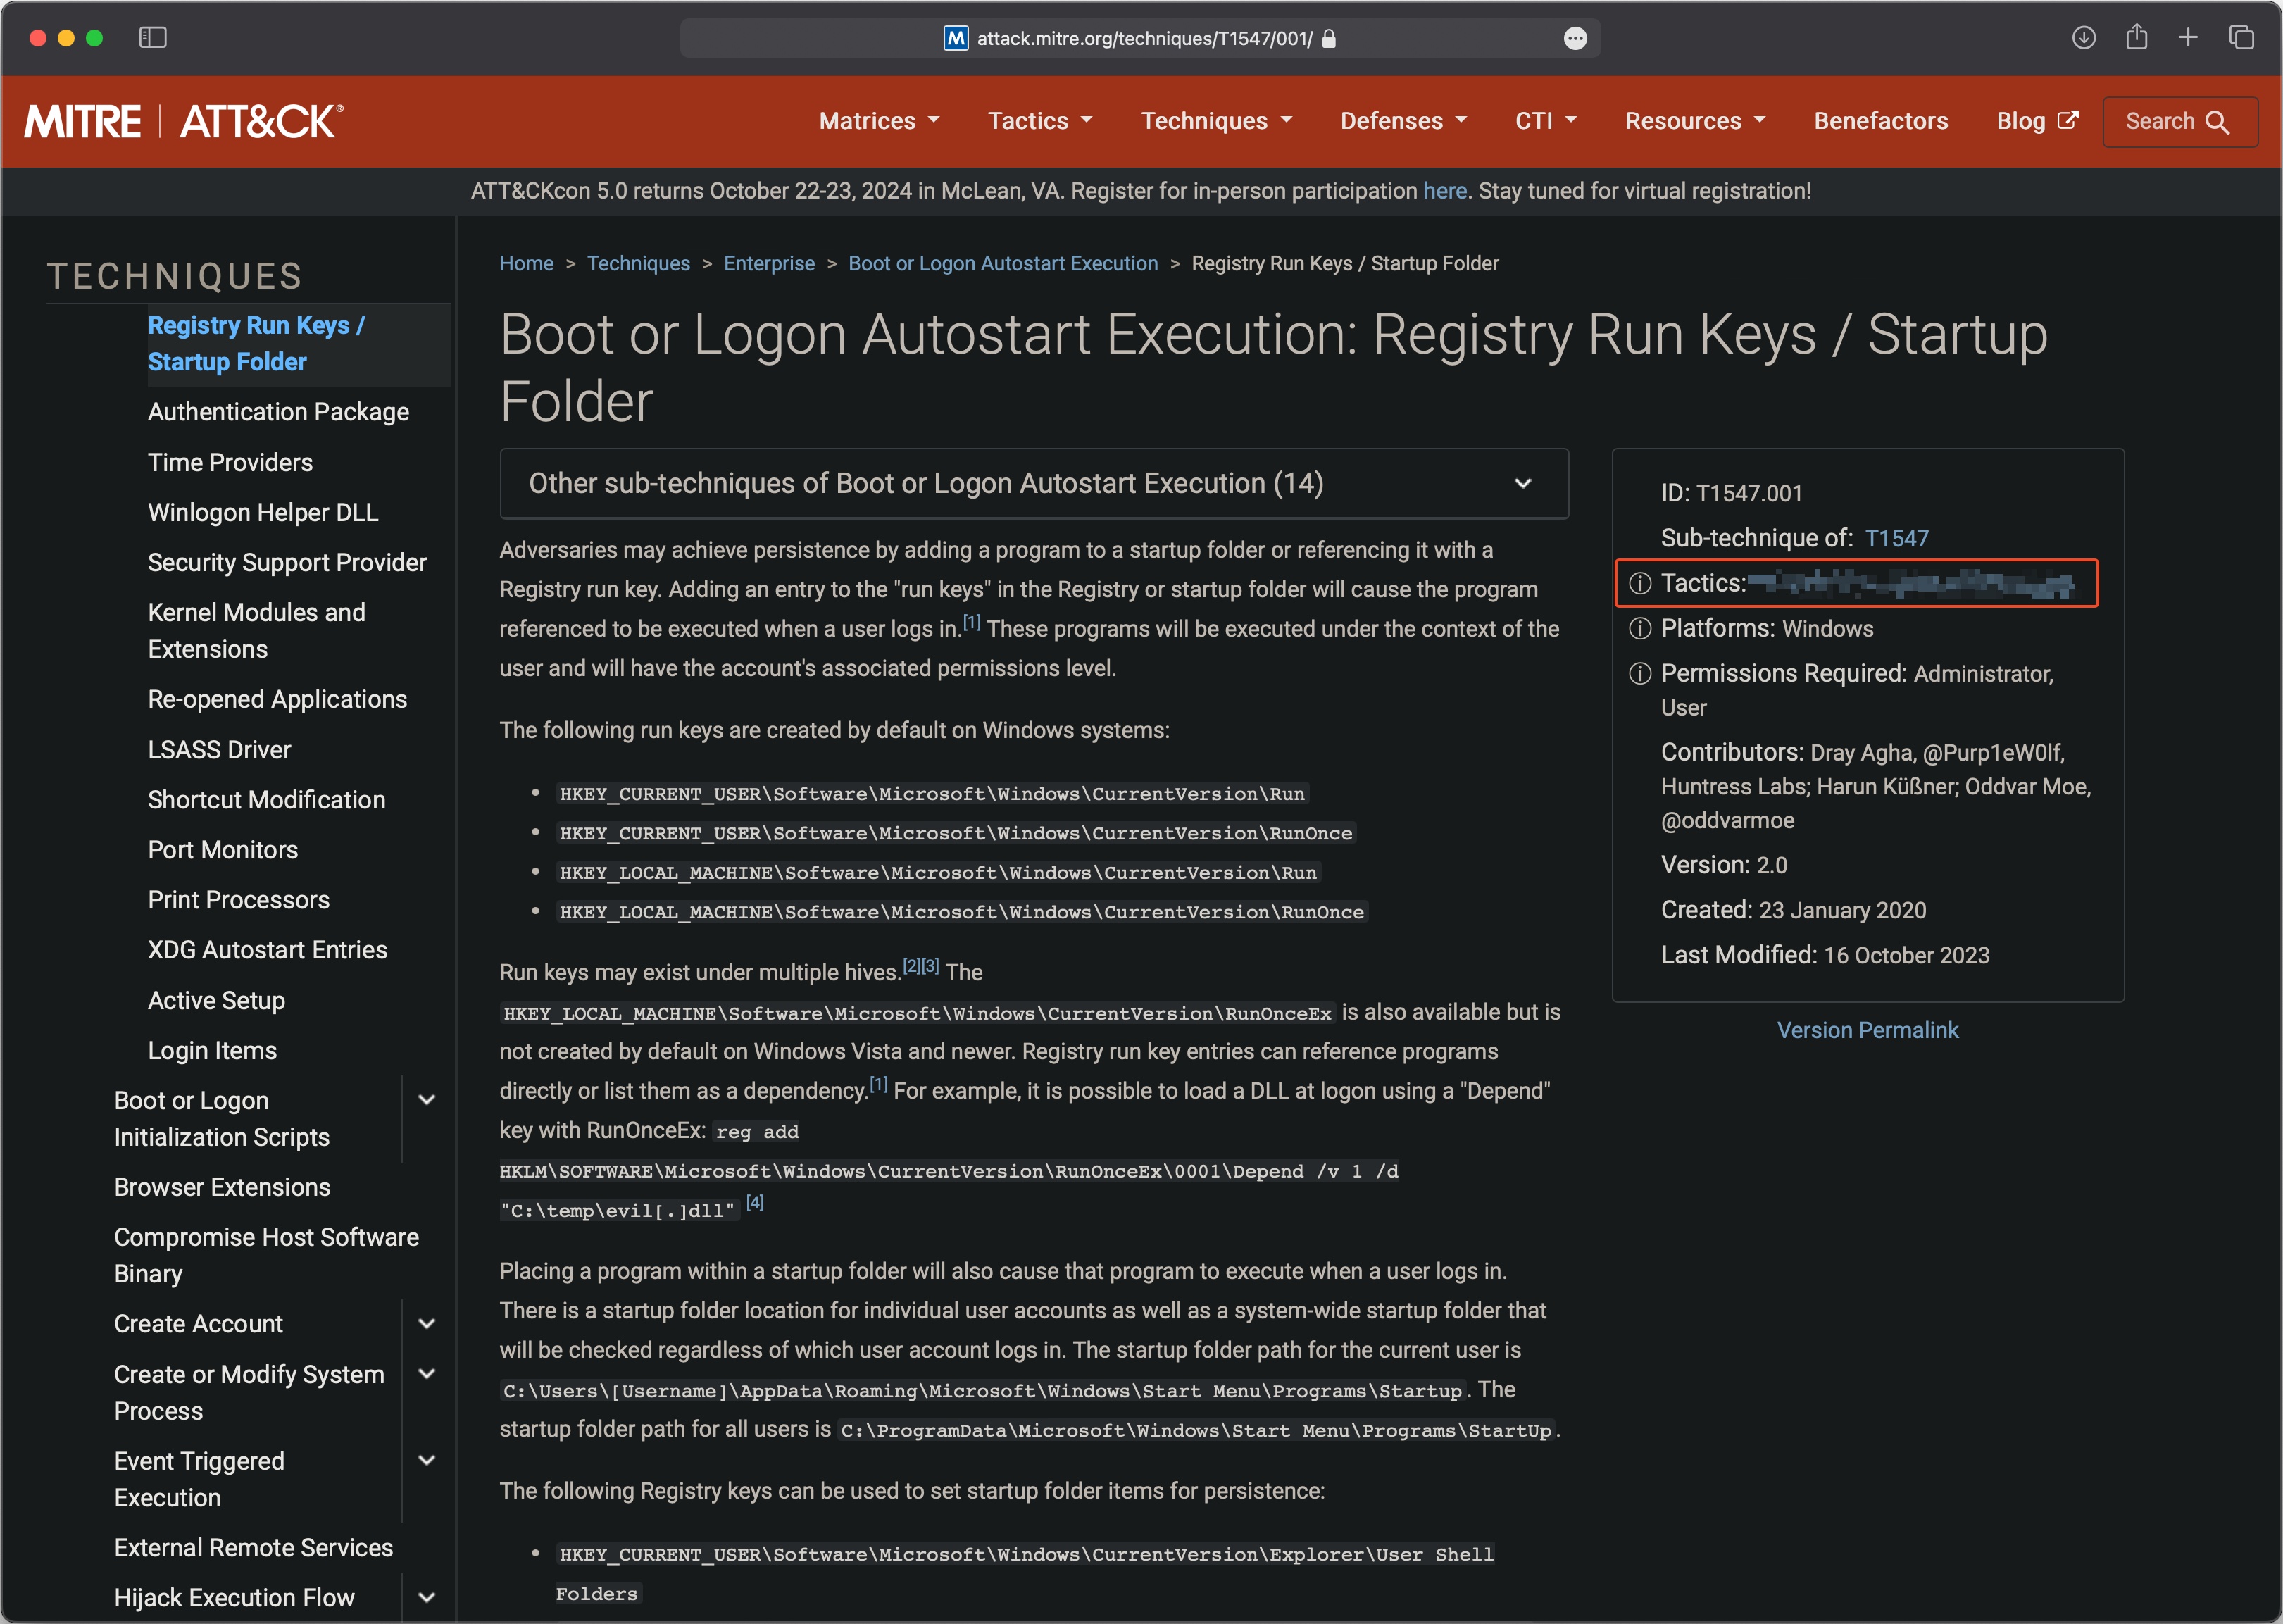 attack.mitre.org/techniques/T1547/001/
MITRE | ATT&CK®
Matrices
Tactics
Techniques
Defenses
CTI
Resources
Benefactors
Blog
Search
ATT&CKcon 5.0 returns October 22-23, 2024 in McLean, VA. Register for in-person participation here. Stay tuned for virtual registration!
TECHNIQUES
Registry Run Keys /
Startup Folder
Authentication Package
Time Providers
Winlogon Helper DLL
Security Support Provider
Kernel Modules and
Extensions
Re-opened Applications
LSASS Driver
Shortcut Modification
Port Monitors
Print Processors
XDG Autostart Entries
Active Setup
Login Items
Boot or Logon
Initialization Scripts
Browser Extensions
Compromise Host Software
Binary
Create Account
Create or Modify System
Process
Event Triggered
Execution
External Remote Services
Hijack Execution Flow
Home > Techniques > Enterprise > Boot or Logon Autostart Execution > Registry Run Keys / Startup Folder
Boot or Logon Autostart Execution: Registry Run Keys / Startup
Folder
Other sub-techniques of Boot or Logon Autostart Execution (14)
Adversaries may achieve persistence by adding a program to a startup folder or referencing it with a
Registry run key. Adding an entry to the "run keys" in the Registry or startup folder will cause the program
referenced to be executed when a user logs in.[1] These programs will be executed under the context of the
user and will have the account's associated permissions level.
The following run keys are created by default on Windows systems:
• HKEY_CURRENT_USER\Software\Microsoft\Windows\CurrentVersion\Run
• HKEY_CURRENT_USER\Software\Microsoft\Windows\CurrentVersion\RunOnce
• HKEY_LOCAL_MACHINE\Software\Microsoft\Windows\CurrentVersion\Run
• HKEY_LOCAL_MACHINE\Software\Microsoft\Windows\CurrentVersion\RunOnce
Run keys may exist under multiple hives.[2][3] The
HKEY_LOCAL_MACHINE\Software\Microsoft\Windows\CurrentVersion\RunOnceEx is also available but is
not created by default on Windows Vista and newer. Registry run key entries can reference programs
directly or list them as a dependency.[1] For example, it is possible to load a DLL at logon using a "Depend"
key with RunOnceEx: reg add
HKLM\SOFTWARE\Microsoft\Windows\CurrentVersion\RunOnceEx\0001\Depend /v 1 /d
"C:\temp\evil[.]dll" [4]
Placing a program within a startup folder will also cause that program to execute when a user logs in.
There is a startup folder location for individual user accounts as well as a system-wide startup folder that
will be checked regardless of which user account logs in. The startup folder path for the current user is
C:\Users\[Username]\AppData\Roaming\Microsoft\Windows\Start Menu\Programs\Startup. The
startup folder path for all users is C:\ProgramData\Microsoft\Windows\Start Menu\Programs\StartUp.
The following Registry keys can be used to set startup folder items for persistence:
• HKEY_CURRENT_USER\Software\Microsoft\Windows\CurrentVersion\Explorer\User Shell
Folders
ID: T1547.001
Sub-technique of: T1547
Tactics:
Platforms: Windows
Permissions Required: Administrator,
User
Contributors: Dray Agha, @Purp1eW0lf,
Huntress Labs; Harun Küßner; Oddvar Moe,
@oddvarmoe
Version: 2.0
Created: 23 January 2020
Last Modified: 16 October 2023
Version Permalink